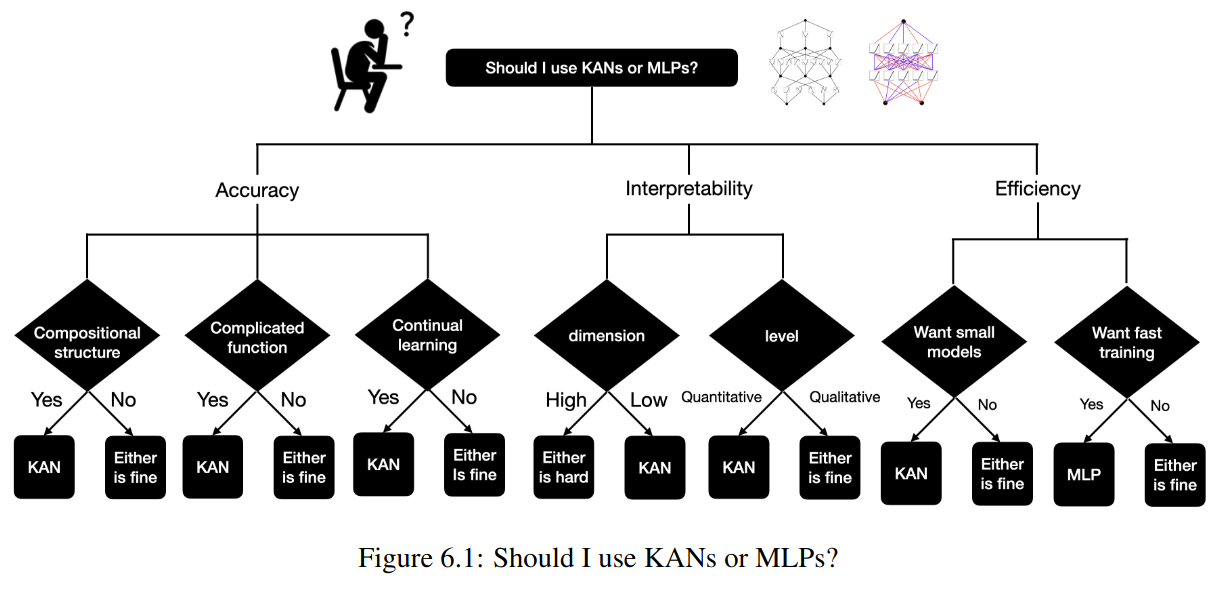 ?
Should I use KANs or MLPs?
Accuracy
Interpretability
Efficiency
Compositional
structure
Complicated
function
Continual
learning
dimension
level
Want small
models
Want fast
training
Yes
No
Yes
No
Yes
No
High
Low
Quantitative
Qualitative
Yes
No
Yes
No
KAN
Either
is fine
KAN
Either
is fine
KAN
Either
Is fine
Either
is hard
KAN
KAN
Either
is fine
KAN
Either
is fine
MLP
Either
is fine
Figure 6.1: Should I use KANs or MLPs?